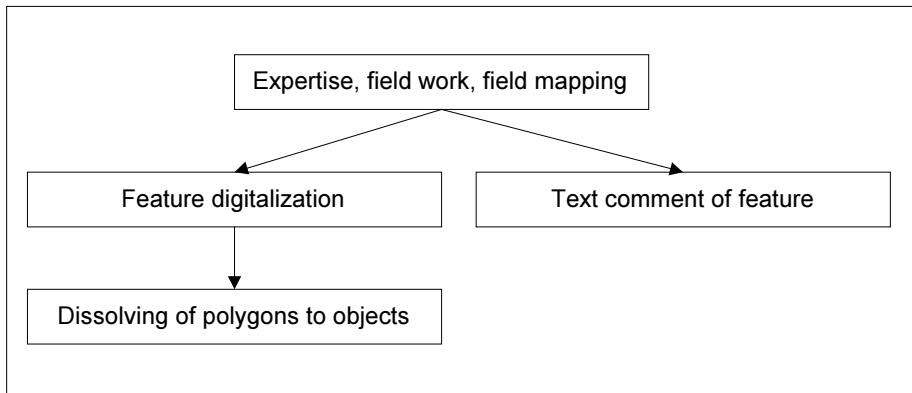 Expertise, field work, field mapping
Feature digitalization
Text comment of feature
Dissolving of polygons to objects